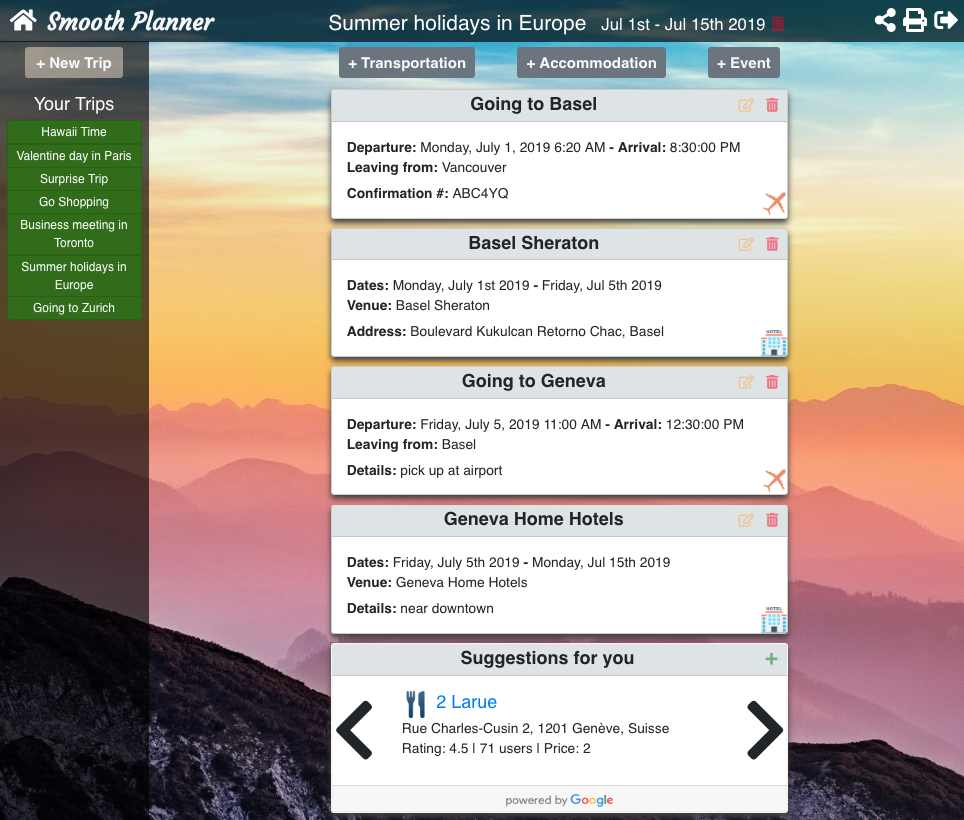 Smooth Planner
Summer holidays in Europe Jul 1st - Jul 15th 2019
+ New Trip
Your Trips
Hawaii Time
Valentine day in Paris
Surprise Trip
Go Shopping
Business meeting in
Toronto
Summer holidays in
Europe
Going to Zurich
+ Transportation
+ Accommodation
+ Event
Going to Basel
Departure: Monday, July 1, 2019 6:20 AM - Arrival: 8:30:00 PM
Leaving from: Vancouver
Confirmation #: ABC4YQ
Basel Sheraton
Dates: Monday, July 1st 2019 - Friday, Jul 5th 2019
Venue: Basel Sheraton
Address: Boulevard Kukulcan Retorno Chac, Basel
HOTEL
Going to Geneva
Departure: Friday, July 5, 2019 11:00 AM - Arrival: 12:30:00 PM
Leaving from: Basel
Details: pick up at airport
Geneva Home Hotels
Dates: Friday, July 5th 2019 - Monday, Jul 15th 2019
Venue: Geneva Home Hotels
Details: near downtown
HOTEL
Suggestions for you
2 Larue
Rue Charles-Cusin 2, 1201 Genève, Suisse
Rating: 4.5 | 71 users | Price: 2
powered by Google